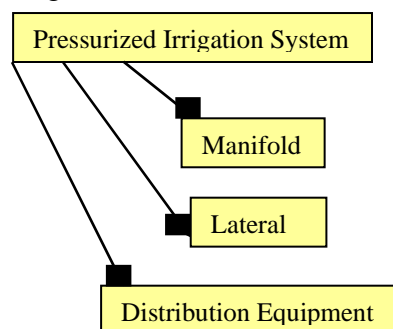 Pressurized Irrigation System
Manifold
Lateral
Distribution Equipment